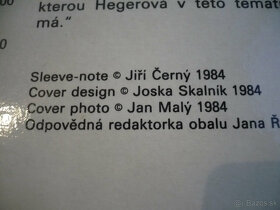 kterou Hegerová v této temat
má."
0
Sleeve-note © Jiří Černý 1984
Cover design © Joska Skalník 1984
Cover photo © Jan Malý 1984
Odpovědná redaktorka obalu Jana Ř
Bazos.sk